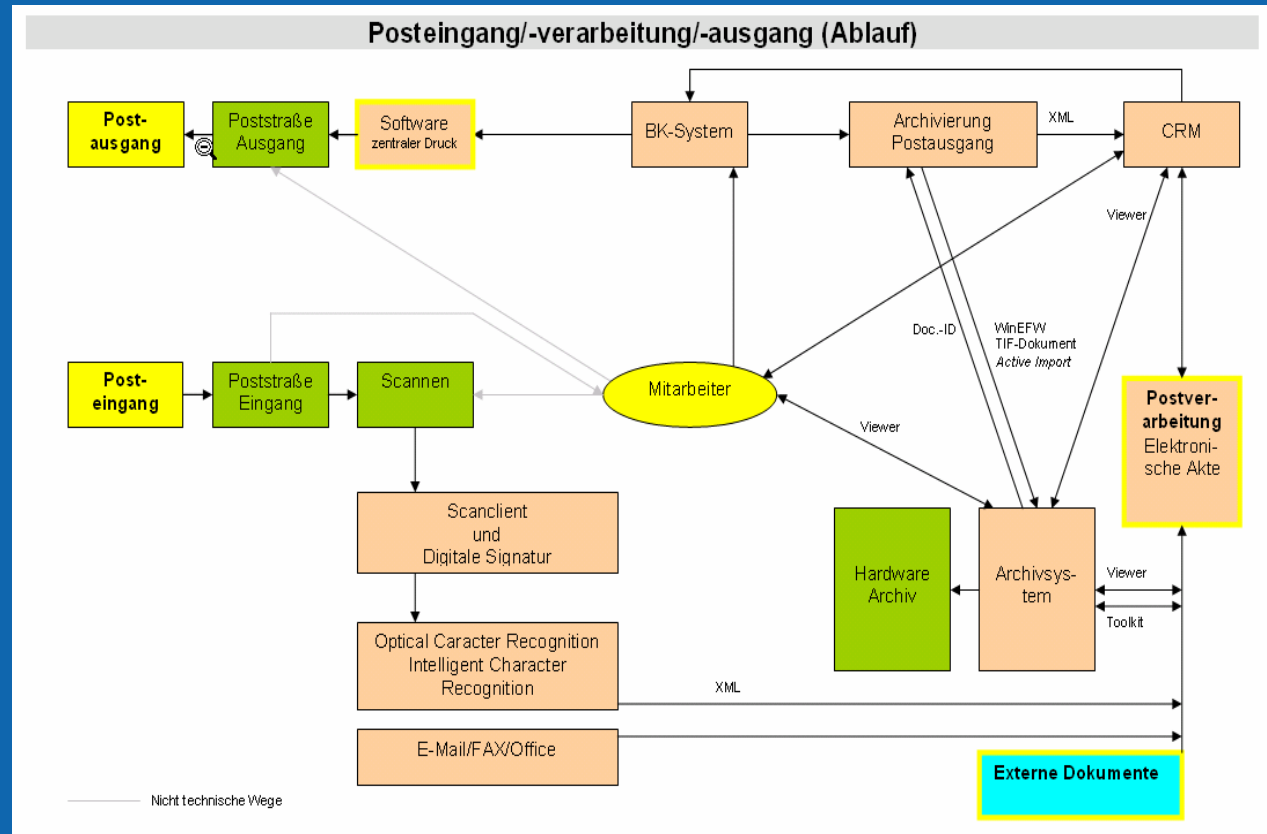 Posteingang/-verarbeitung/-ausgang (Ablauf)
Post-
ausgang
Poststraße
Ausgang
Software
zentraler Druck
BK-System
Archivierung
Postausgang
XML
CRM
Viewer
Doc.-ID
WinEFW
TIF-Dokument
Active Import
Post-
eingang
Poststraße
Eingang
Scannen
Mitarbeiter
Viewer
Postver-
arbeitung
Elektroni-
sche Akte
Scanclient
und
Digitale Signatur
Hardware
Archiv
Archivsys-
tem
Viewer
Toolkit
Optical Caracter Recognition
Intelligent Character
Recognition
XML
E-Mail/FAX/Office
Externe Dokumente
Nicht technische Wege